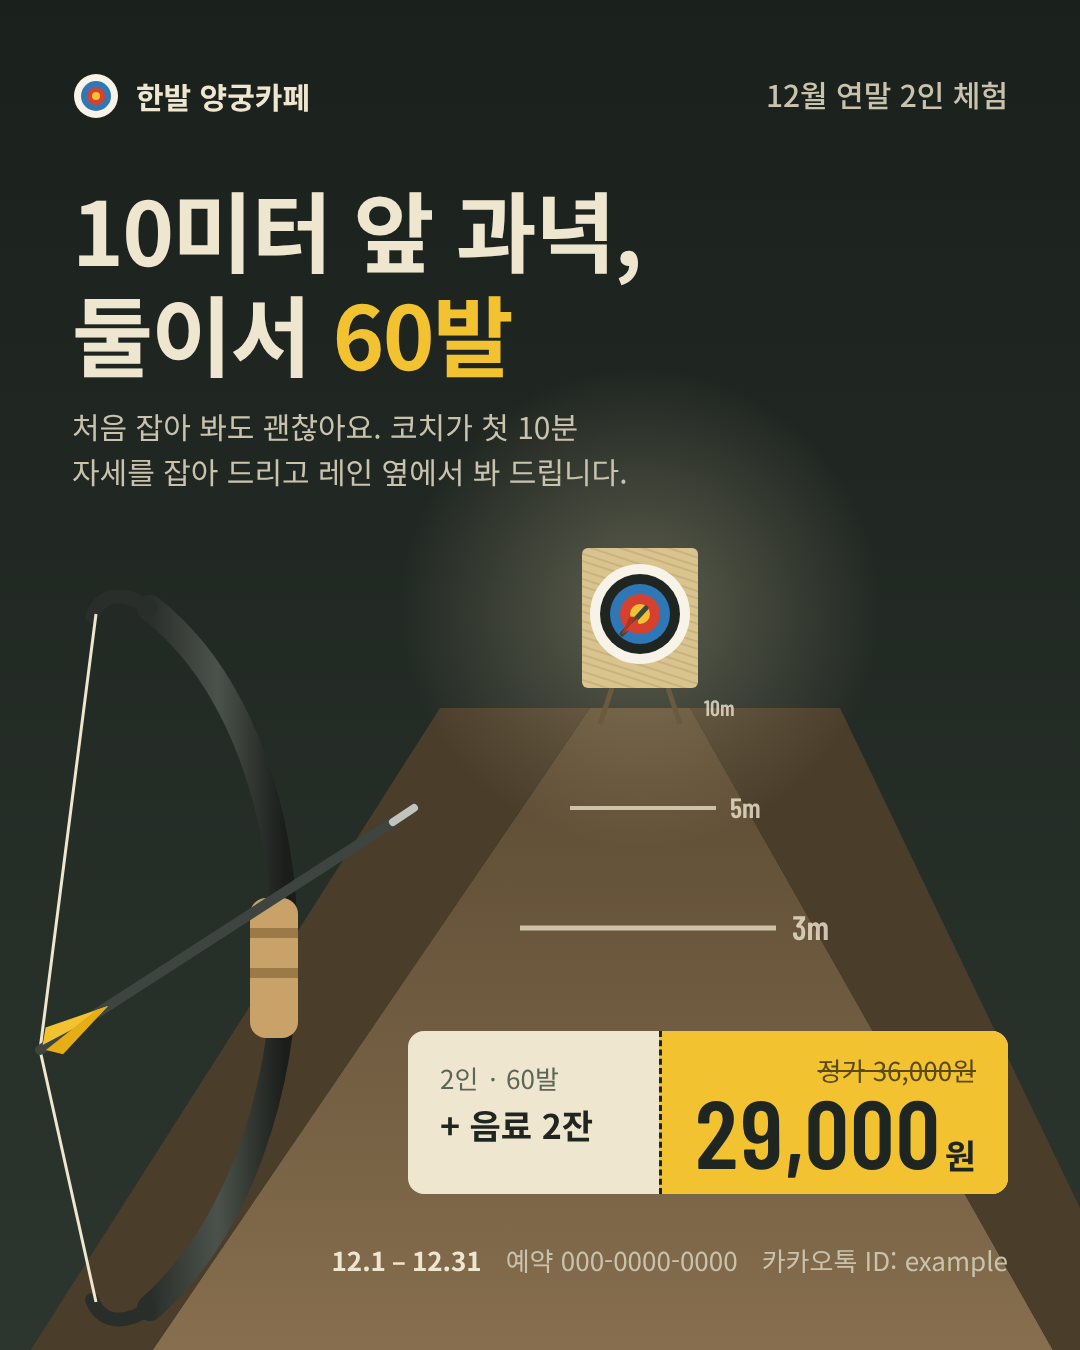 한발 양궁카페
12월 연말 2인 체험
10미터 앞 과녁,
둘이서 60발
처음 잡아 봐도 괜찮아요. 코치가 첫 10분
자세를 잡아 드리고 레인 옆에서 봐 드립니다.
10m
5m
3m
2인 · 60발
+ 음료 2잔
정가 36,000원
29,000원
12.1 – 12.31 예약 000-0000-0000 카카오톡 ID: example